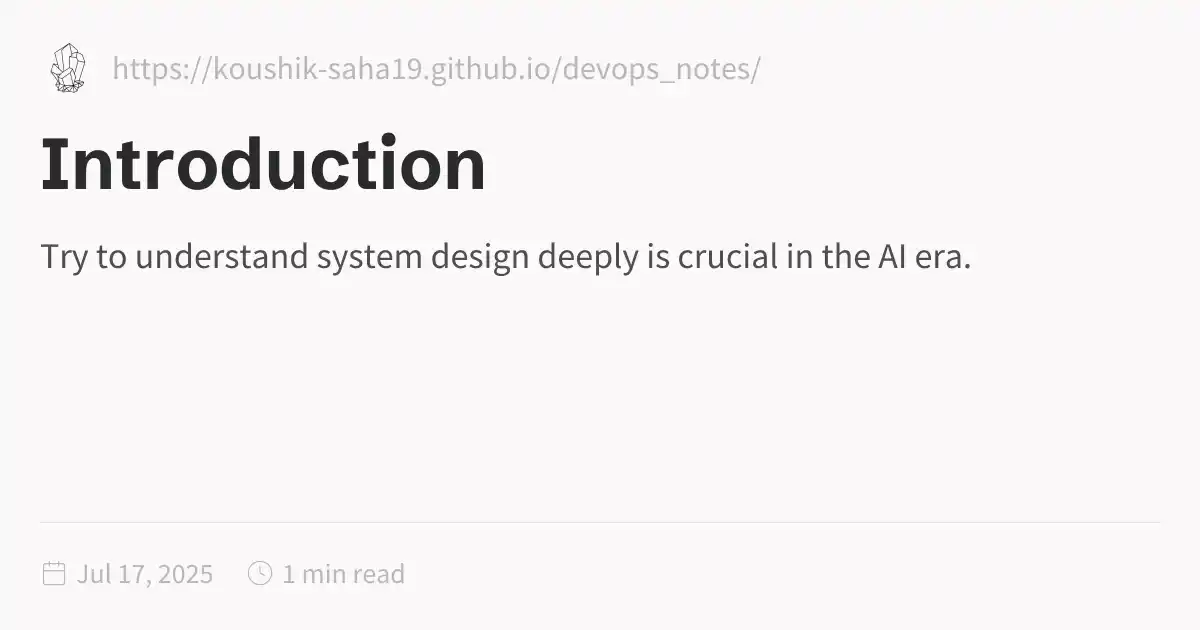 https://koushik-saha19.github.io/devops_notes/
Introduction
Try to understand system design deeply is crucial in the AI era.
Jul 17, 2025 1 min read